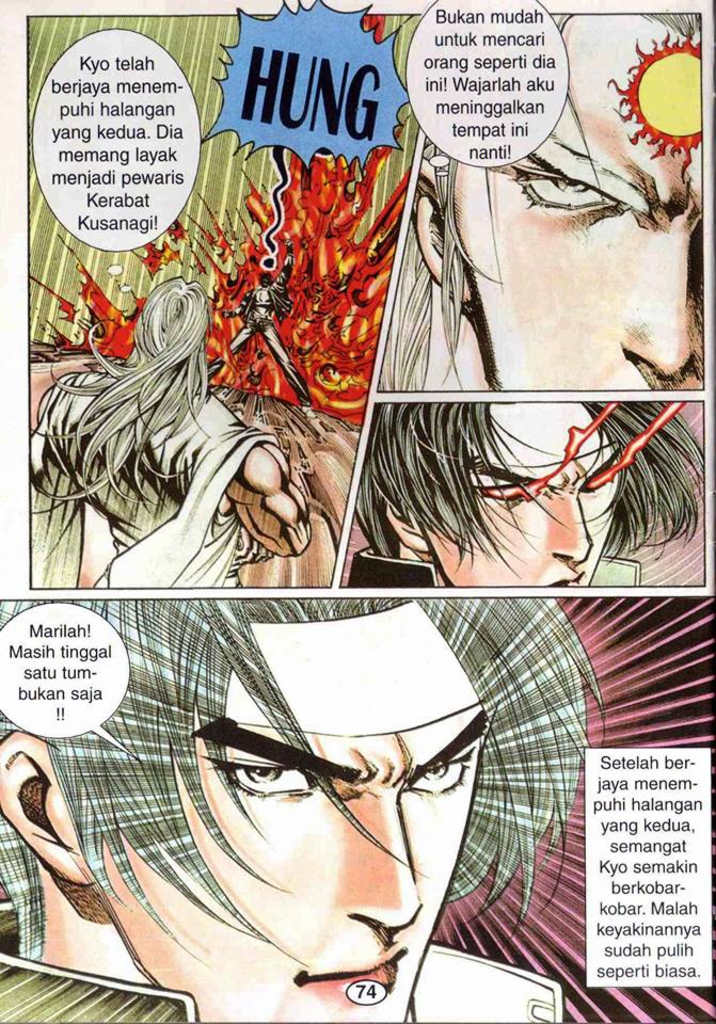 Kyo telah
berjaya menem-
puhi halangan
yang kedua. Dia
memang layak
menjadi pewaris
Kerabat
Kusanagi!
HUNG
Bukan mudah
untuk mencari
orang seperti dia
ini! Wajarlah aku
meninggalkan
tempat ini
nanti!
Marilah!
Masih tinggal
satu tum-
bukan saja
!!
Setelah ber-
jaya menem-
puhi halangan
yang kedua,
semangat
Kyo semakin
berkobar-
kobar. Malah
keyakinannya
sudah pulih
seperti biasa.
74